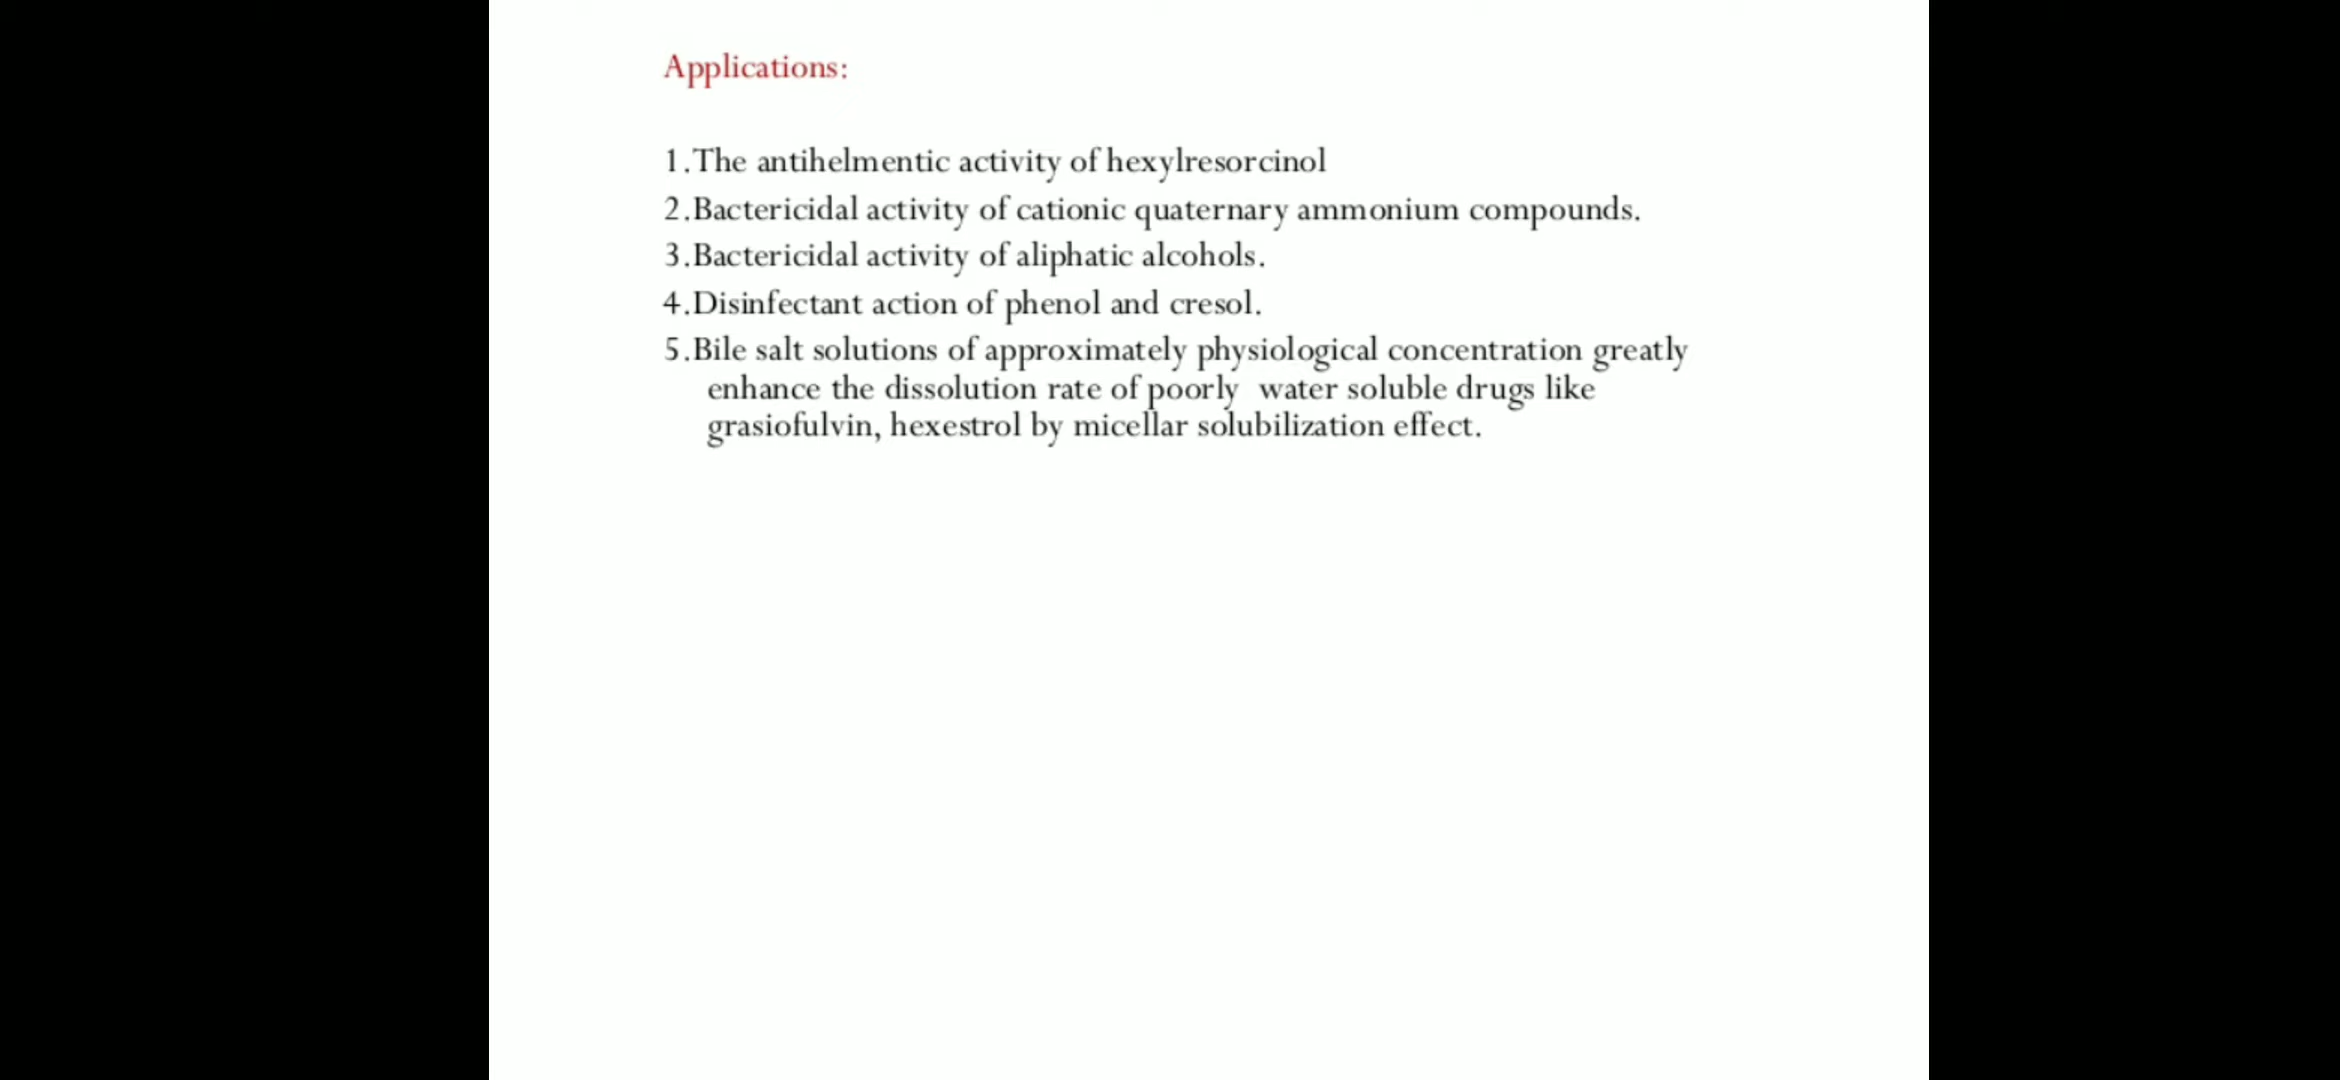 Applications:
1.The antihelmentic activity of hexylresorcinol
2.Bactericidal activity of cationic quaternary ammonium compounds.
3.Bactericidal activity of aliphatic alcohols.
4.Disinfectant action of phenol and cresol.
5.Bile salt solutions of approximately physiological concentration greatly
enhance the dissolution rate of poorly  water soluble drugs like
grasiofulvin, hexestrol by micellar solubilization effect.